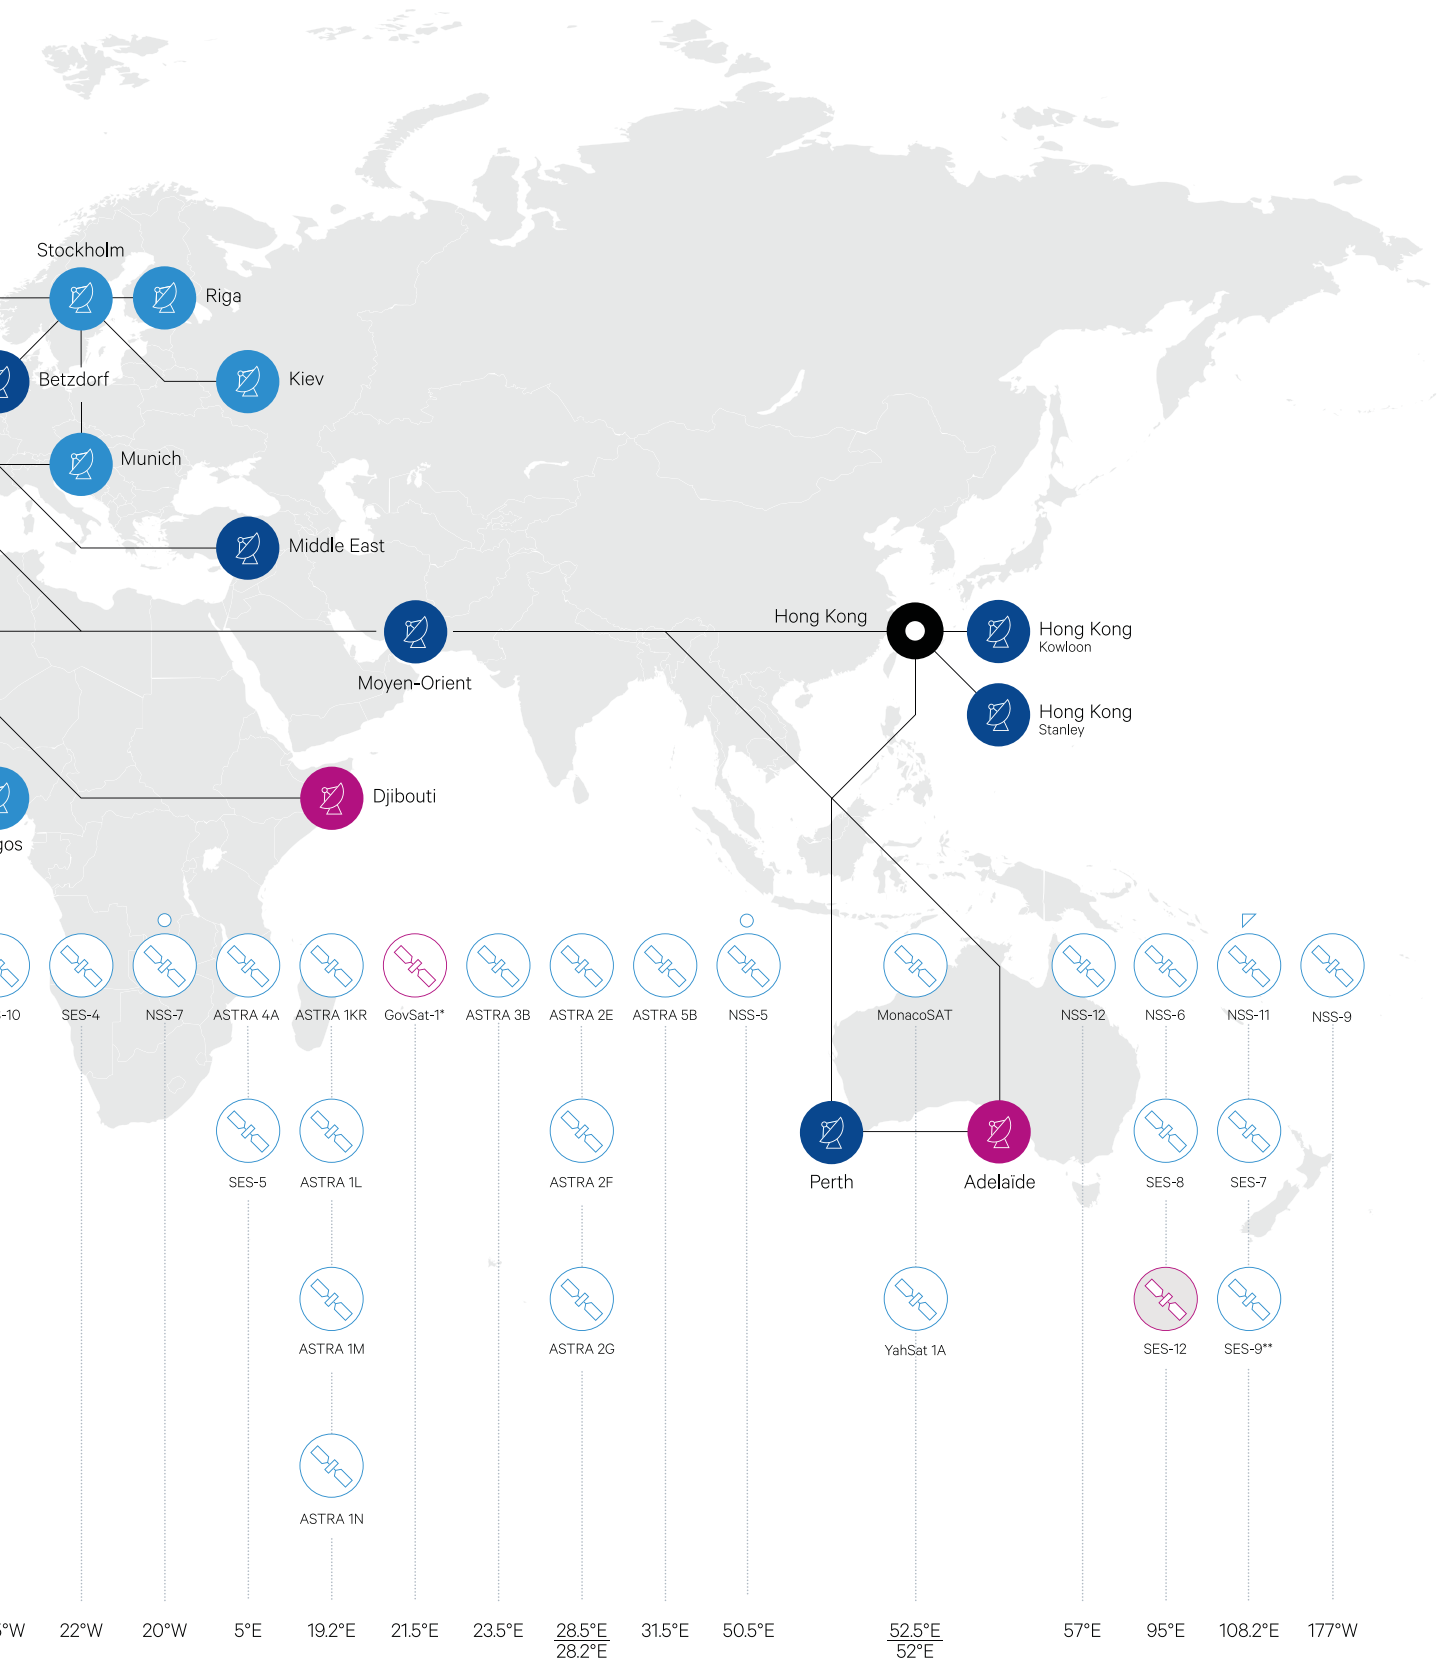 Stockholm
Riga
Betzdorf
Kiev
Munich
Middle East
Hong Kong
Hong Kong
Kowloon
Moyen-Orient
Hong Kong
Stanley
Djibouti
gos
-10
SES-4
NSS-7
ASTRA 4A
ASTRA 1KR
GovSat-1*
ASTRA 3B
ASTRA 2E
ASTRA 5B
NSS-5
MonacoSAT
NSS-12
NSS-6
NSS-11
NSS-9
SES-5
ASTRA 1L
ASTRA 2F
Perth
Adelaïde
SES-8
SES-7
ASTRA 1M
ASTRA 2G
YahSat 1A
SES-12
SES-9**
ASTRA 1N
5°W
22°W
20°W
5°E
19.2°E
21.5°E
23.5°E
28.5°E
28.2°E
31.5°E
50.5°E
52.5°E
52°E
57°E
95°E
108.2°E
177°W